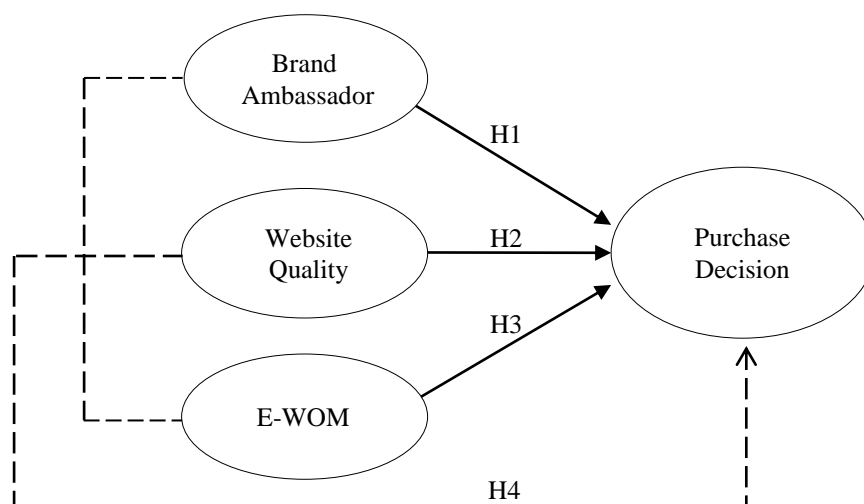 Brand
Ambassador
H1
Website
Quality
H2
Purchase
Decision
H3
E-WOM
H4